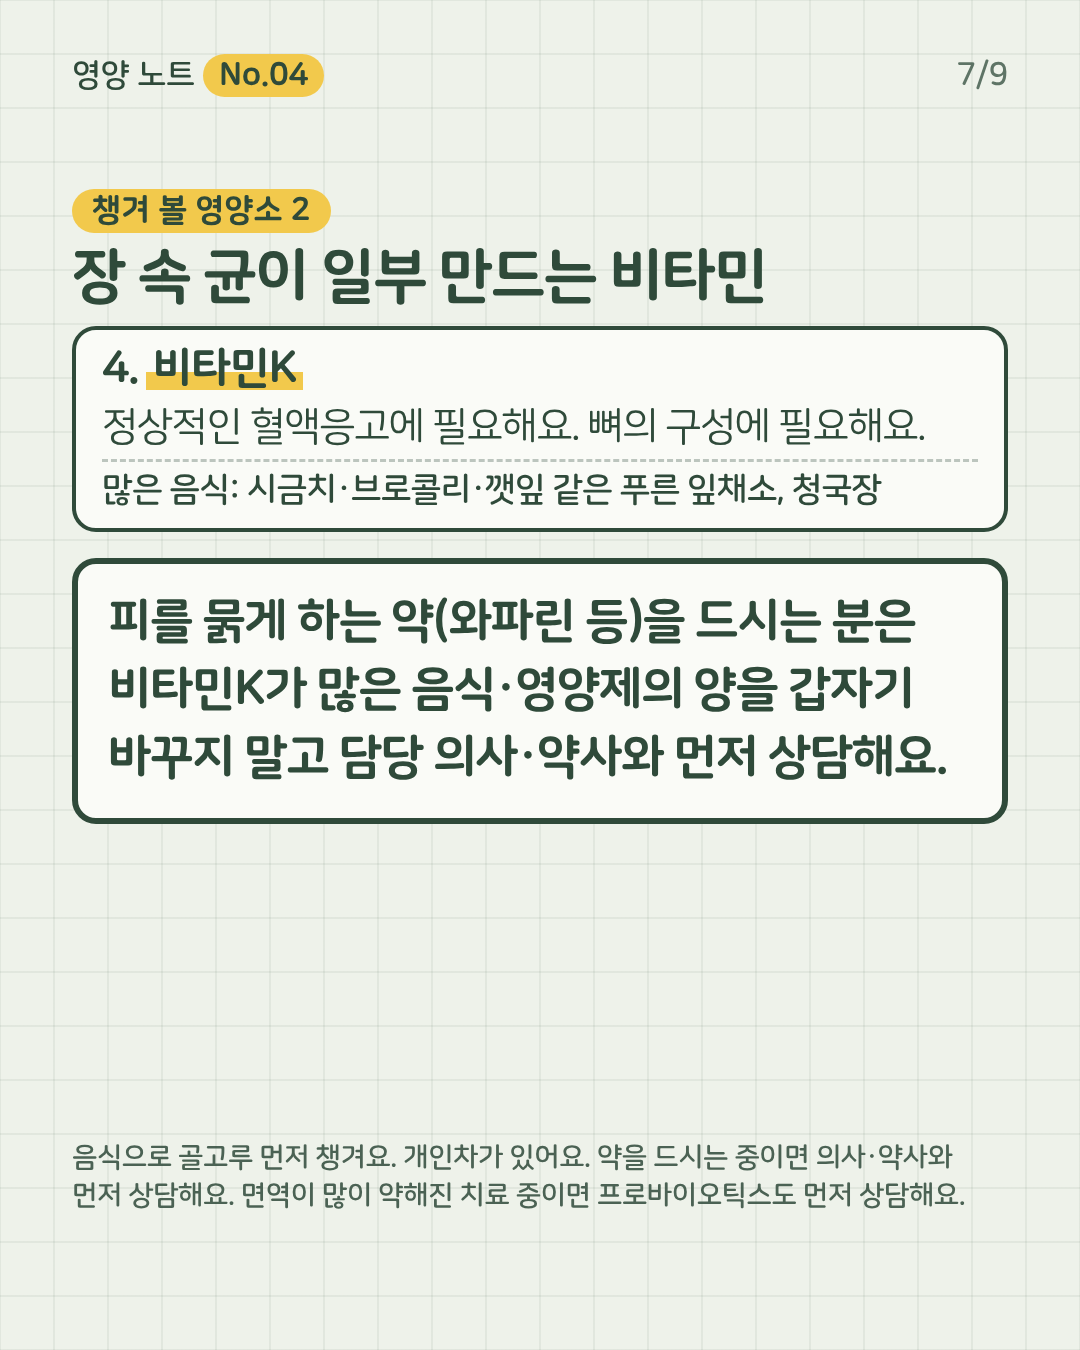 영양 노트 No.04
7/9
챙겨 볼 영양소 2
장 속 균이 일부 만드는 비타민
4. 비타민K
정상적인 혈액응고에 필요해요. 뼈의 구성에 필요해요.
많은 음식: 시금치·브로콜리·깻잎 같은 푸른 잎채소, 청국장
피를 묽게 하는 약(와파린 등)을 드시는 분은
비타민K가 많은 음식·영양제의 양을 갑자기
바꾸지 말고 담당 의사·약사와 먼저 상담해요.
음식으로 골고루 먼저 챙겨요. 개인차가 있어요. 약을 드시는 중이면 의사·약사와
먼저 상담해요. 면역이 많이 약해진 치료 중이면 프로바이오틱스도 먼저 상담해요.